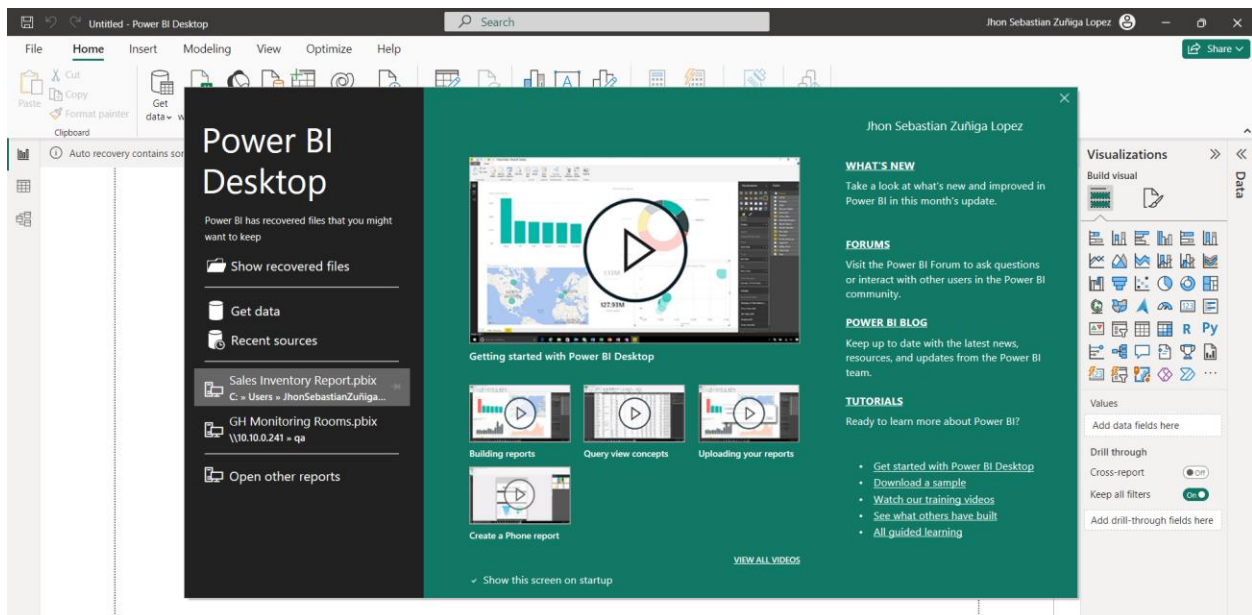 Untitled - Power BI Desktop
Search
Jhon Sebastian Zuñiga Lopez
File Home Insert Modeling View Optimize Help
Share
Paste
Cut
Copy
Format painter
Clipboard
Get
data
w
Auto recovery contains sor
Power BI
Desktop
Power BI has recovered files that you might
want to keep
Show recovered files
Get data
Recent sources
Sales Inventory Report.pbix
C: » Users » JhonSebastianZuñiga...
GH Monitoring Rooms.pbix
\\10.10.0.241 » qa
Open other reports
127.93M
Getting started with Power BI Desktop
Building reports
Query view concepts
Uploading your reports
Create a Phone report
VIEW ALL VIDEOS
Show this screen on startup
Jhon Sebastian Zuñiga Lopez
WHAT'S NEW
Take a look at what's new and improved in
Power BI in this month's update.
FORUMS
Visit the Power BI Forum to ask questions
or interact with other users in the Power BI
community.
POWER BI BLOG
Keep up to date with the latest news,
resources, and updates from the Power BI
team.
TUTORIALS
Ready to learn more about Power BI?
• Get started with Power BI Desktop
• Download a sample
• Watch our training videos
• See what others have built
• All guided learning
Visualizations
Build visual
R Py
...
Values
Add data fields here
Drill through
Cross-report
Off
Keep all filters
On
Add drill-through fields here
Data